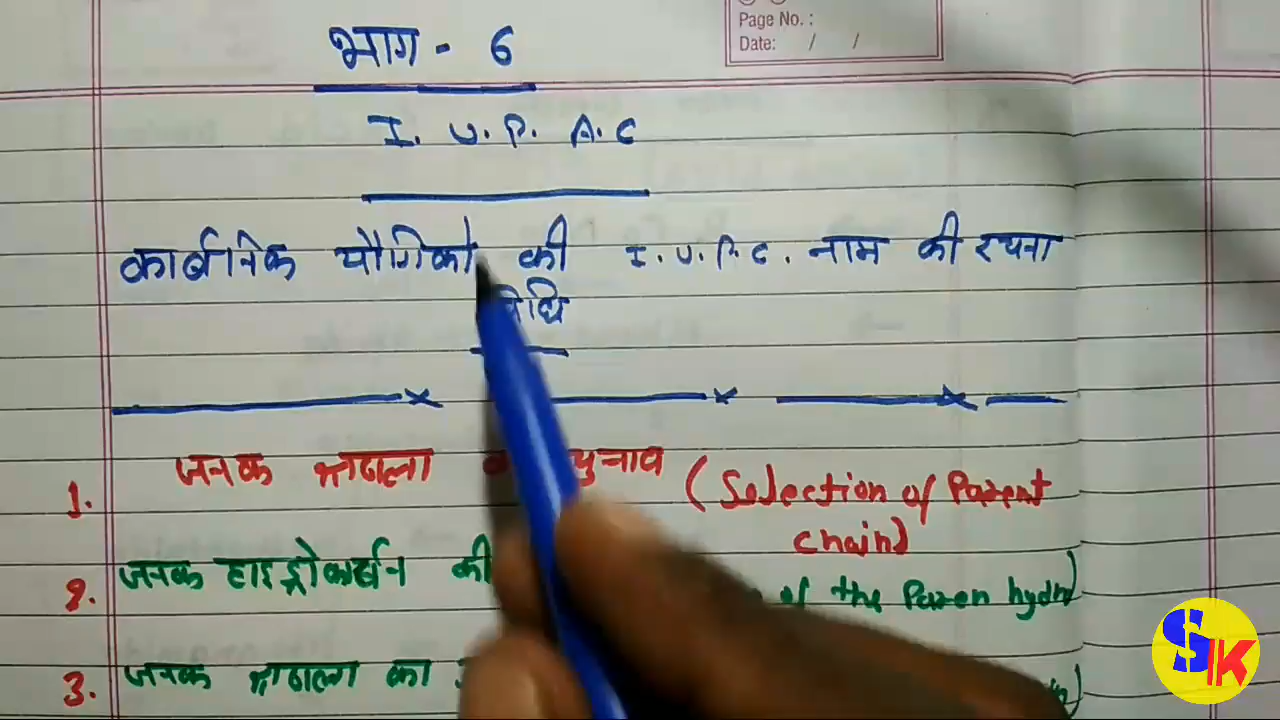 Page No. :
Date: / /
भाग - 6
I. U. P. A. C
कार्बनिक यौगिको की I. U. P. C. नाम की रचना
विधि
1. जनक श्रृंखला चुनाव (Selection of Parent
chain)
2. जनक हाइड्रोकार्बन की of the Paren hydr)
3. जनक श्रृंखला का
SK